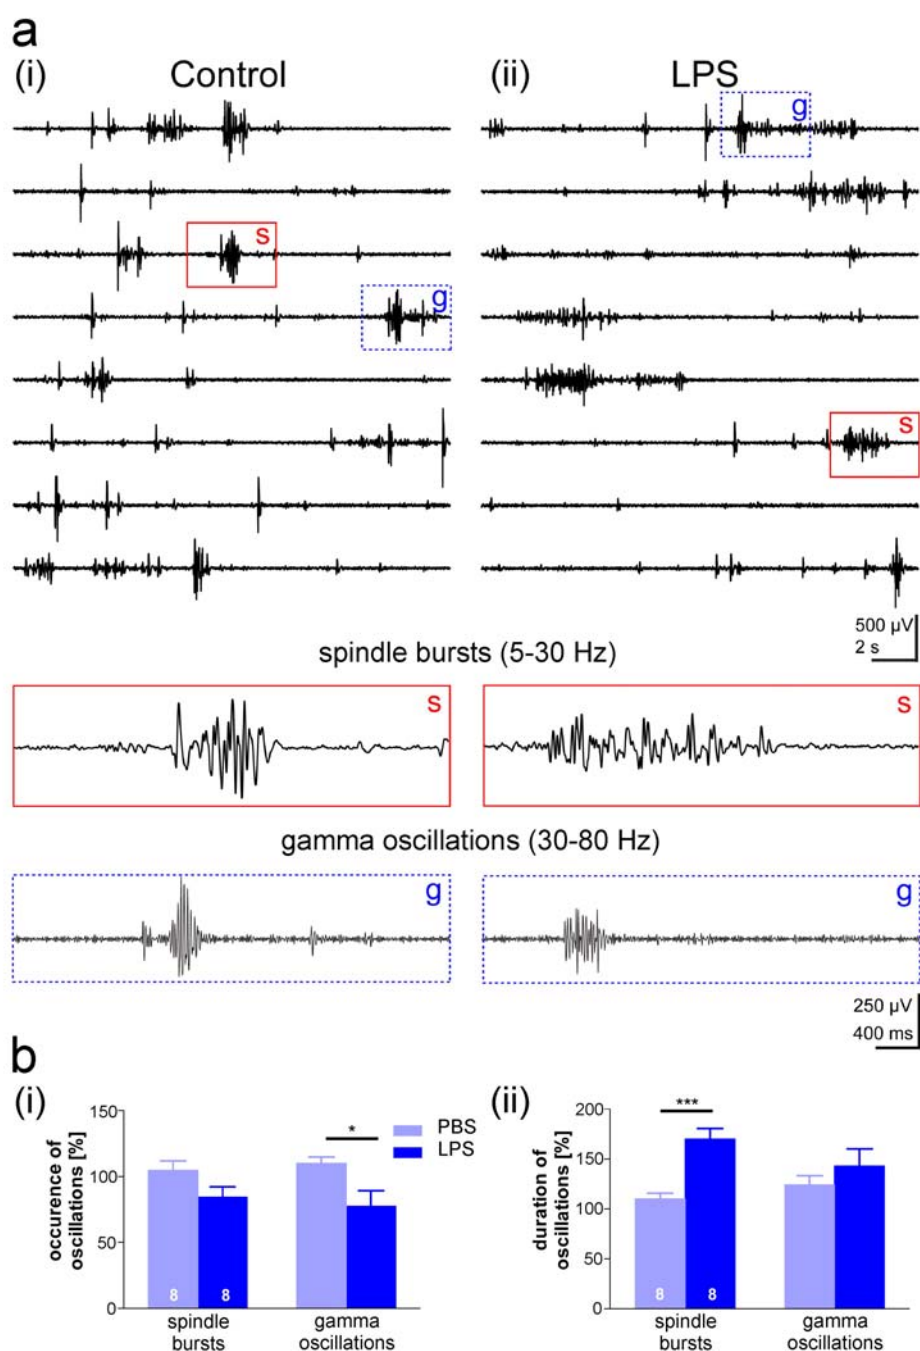 a
(i) Control
(ii) LPS
g
s
g
s
500 µV
2 s
spindle bursts (5-30 Hz)
s
s
gamma oscillations (30-80 Hz)
g
g
250 µV
400 ms
b
(i)
occurence of
oscillations [%]
150
100
50
0
*
PBS
LPS
8
8
spindle
bursts
gamma
oscillations
(ii)
duration of
oscillations [%]
200
150
100
50
0
***
8
8
spindle
bursts
gamma
oscillations